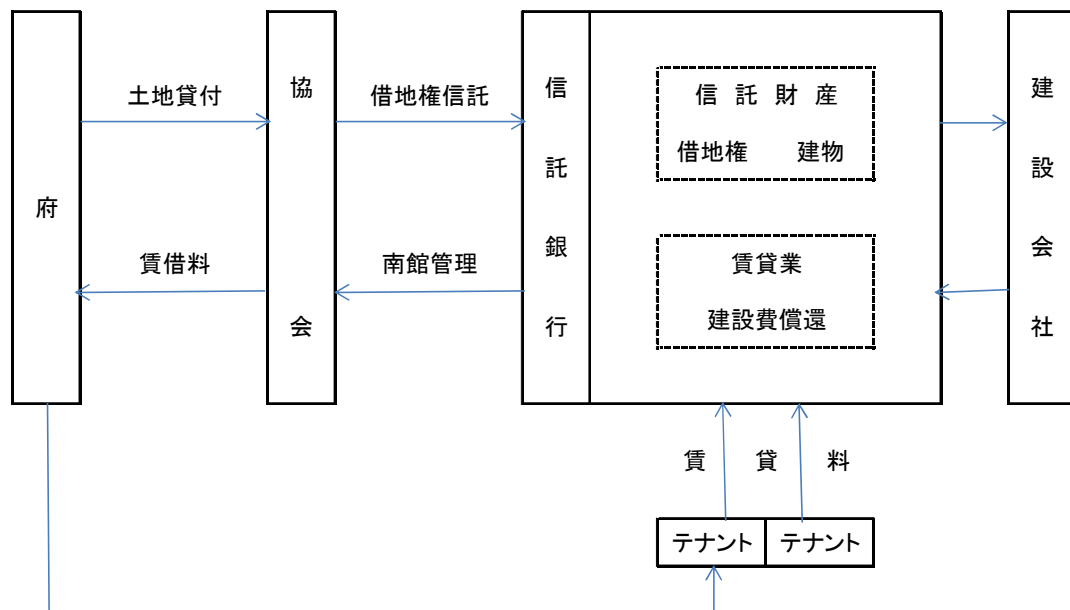 府
土地貸付
賃借料
協会
借地権信託
南館管理
信託銀行
信託財産
借地権 建物
賃貸業
建設費償還
建設会社
賃貸料
テナント テナント